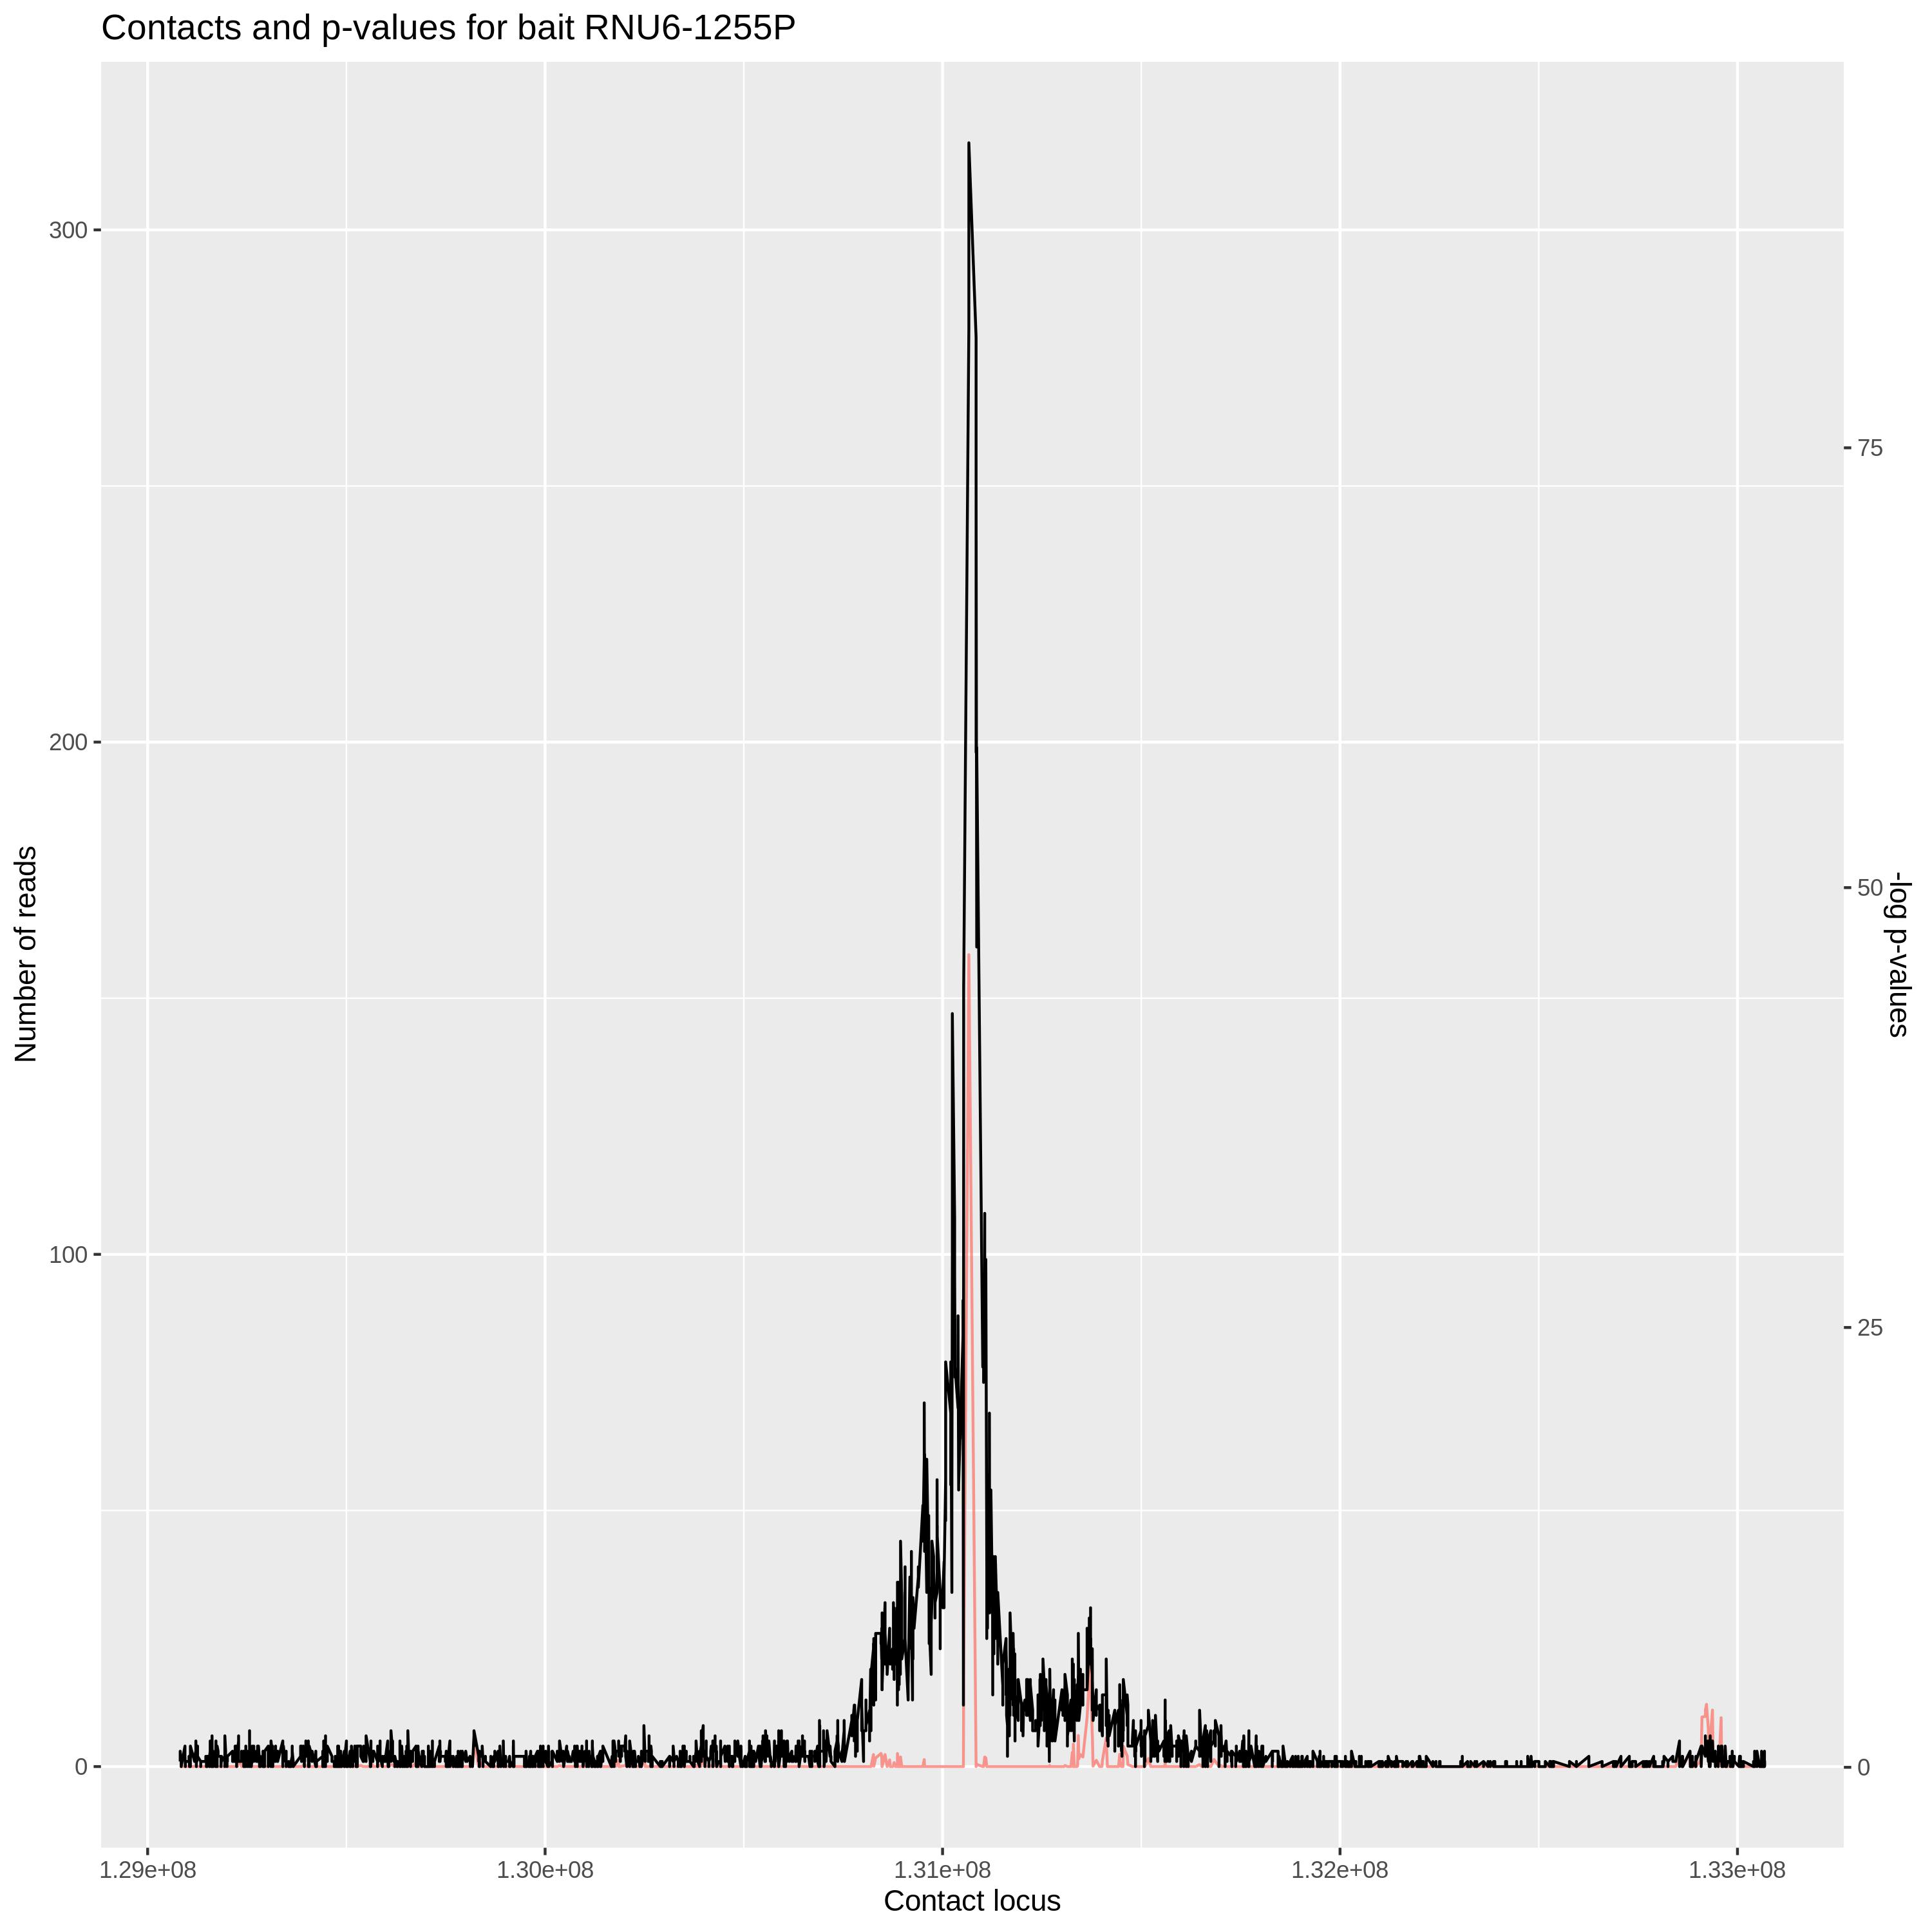 Contacts and p-values for bait RNU6-1255P
300
200
100
0
Number of reads
75
50
25
0
-log p-values
1.29e+08 1.30e+08 1.31e+08 1.32e+08 1.33e+08
Contact locus